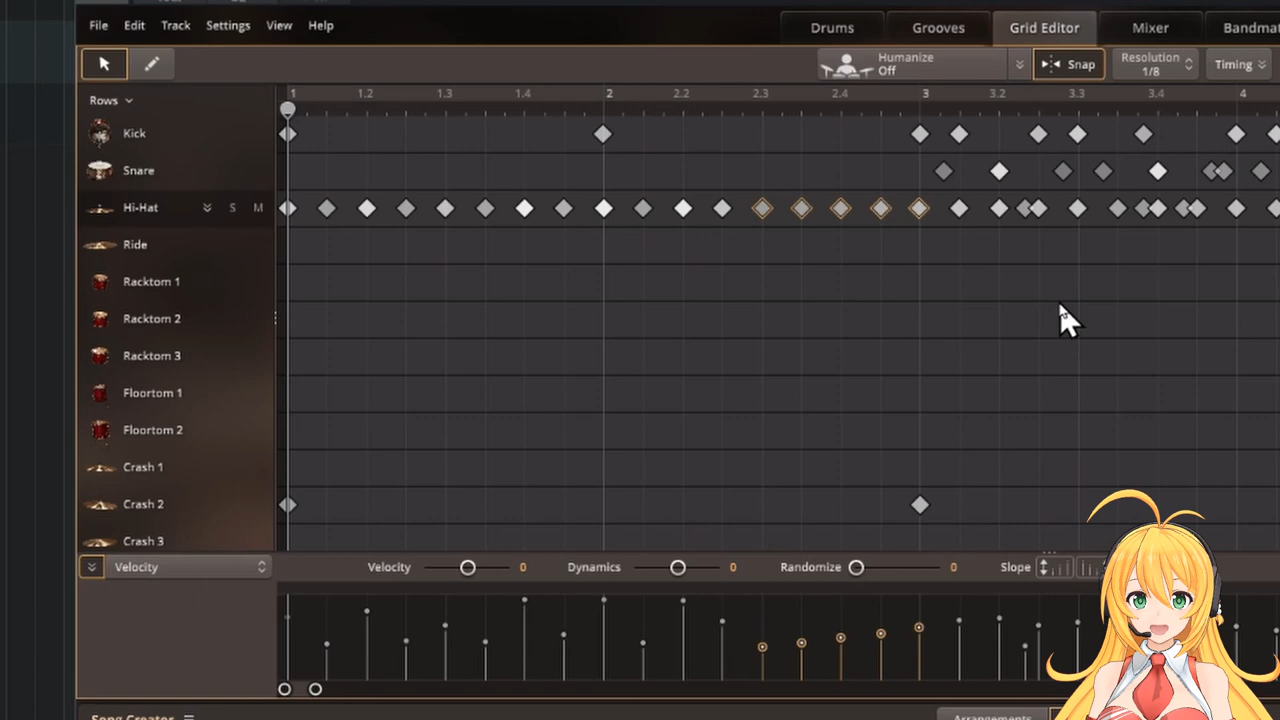 File Edit Track Settings View Help
Drums Grooves Grid Editor Mixer Bandma
Humanize
Off
Snap
Resolution
1/8
Timing
Rows
1 1.2 1.3 1.4 2 2.2 2.3 2.4 3 3.2 3.3 3.4 4
Kick
Snare
Hi-Hat S M
Ride
Racktom 1
Racktom 2
Racktom 3
Floortom 1
Floortom 2
Crash 1
Crash 2
Crash 3
Velocity
Velocity 0 Dynamics 0 Randomize 0 Slope
Song Creator
Arrangements